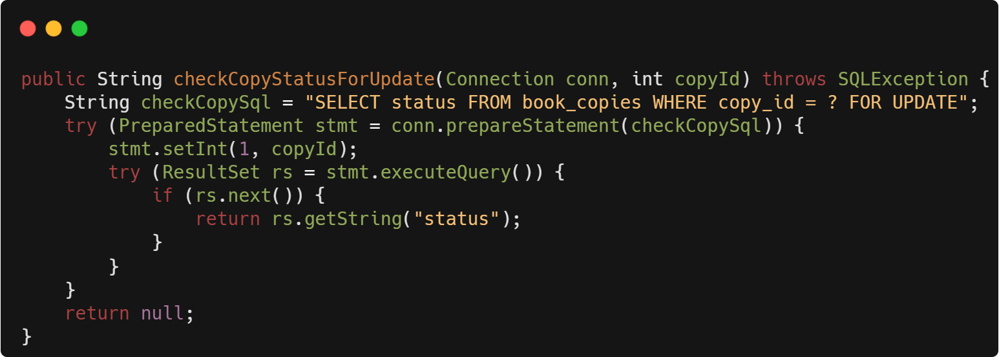 public String checkCopyStatusForUpdate(Connection conn, int copyId) throws SQLException {
    String checkCopySql = "SELECT status FROM book_copies WHERE copy_id = ? FOR UPDATE";
    try (PreparedStatement stmt = conn.prepareStatement(checkCopySql)) {
        stmt.setInt(1, copyId);
        try (ResultSet rs = stmt.executeQuery()) {
            if (rs.next()) {
                return rs.getString("status");
            }
        }
    }
    return null;
}